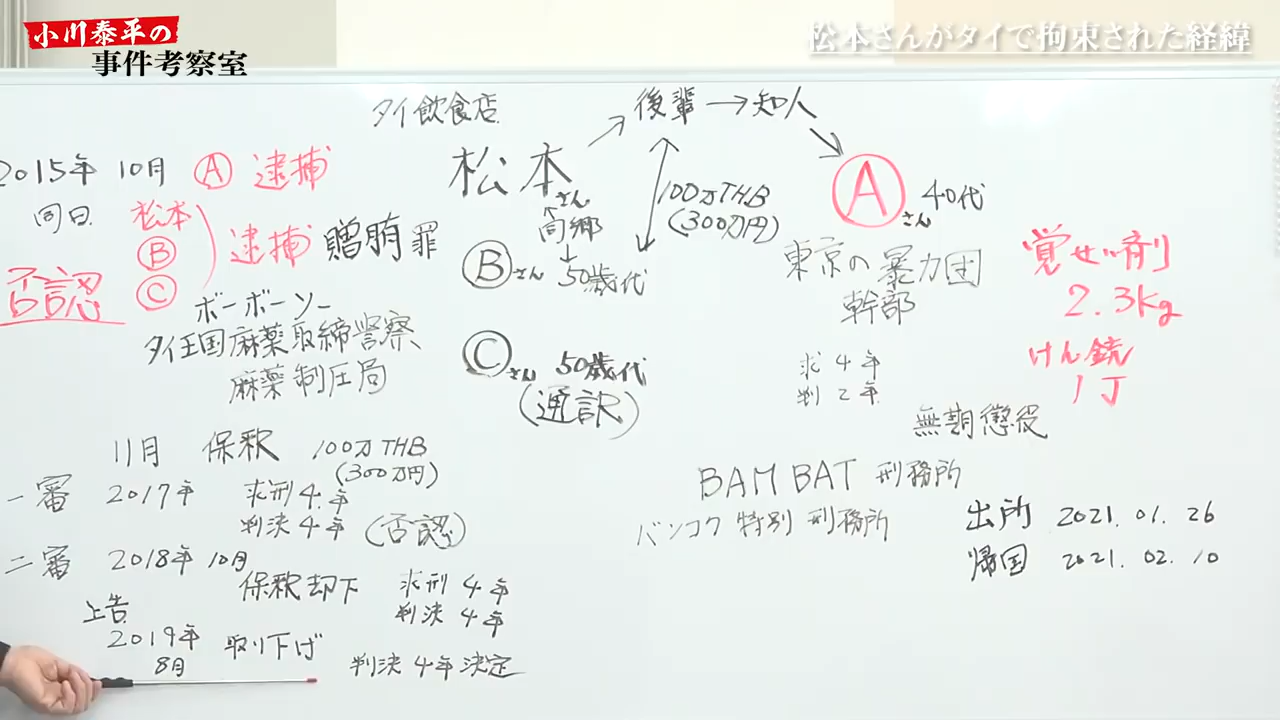 小川泰平の
事件考察室
松本さんがタイで拘束された経緯
タイ飲食店
後輩→知人
2015年 10月 Ⓐ 逮捕
同日 松本
Ⓑ
Ⓒ
逮捕 贈賄罪
否認
ボーボーソー
タイ王国麻薬取締警察
麻薬制圧局
松本さん
同郷
Ⓑさん 50歳代
Ⓒさん 50歳代
(通訳)
100万THB
(300万円)
Ⓐさん 40代
東京の暴力団
幹部
求 4年
判 2年
無期懲役
覚せい剤
2.3kg
けん銃
1丁
11月 保釈 100万THB
(300万円)
一審 2017年 求刑 4年
判決 4年 (否認)
二審 2018年 10月
保釈却下 求刑 4年
判決 4年
上告
2019年 取り下げ
8月 判決 4年決定
BAMBAT 刑務所
バンコク 特別 刑務所
出所 2021.01.26
帰国 2021.02.10